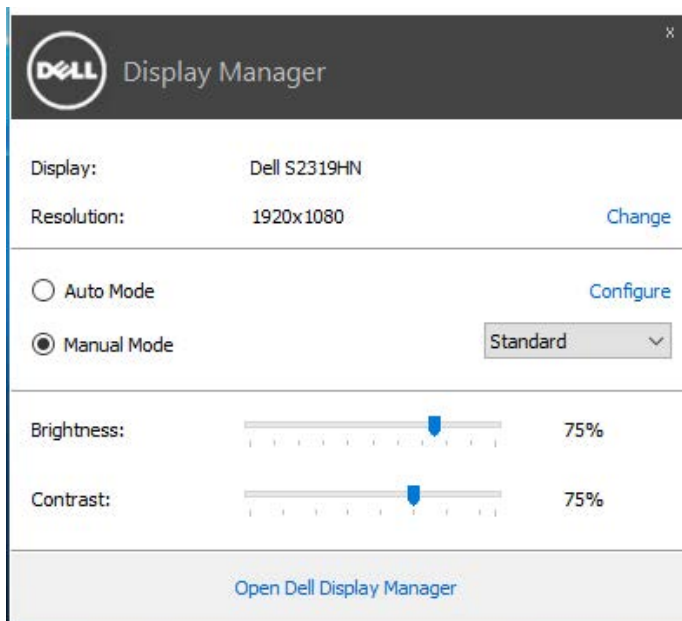 x
DELL Display Manager
Display: Dell S2319HN
Resolution: 1920x1080 Change
Auto Mode Configure
Manual Mode Standard
Brightness: 75%
Contrast: 75%
Open Dell Display Manager